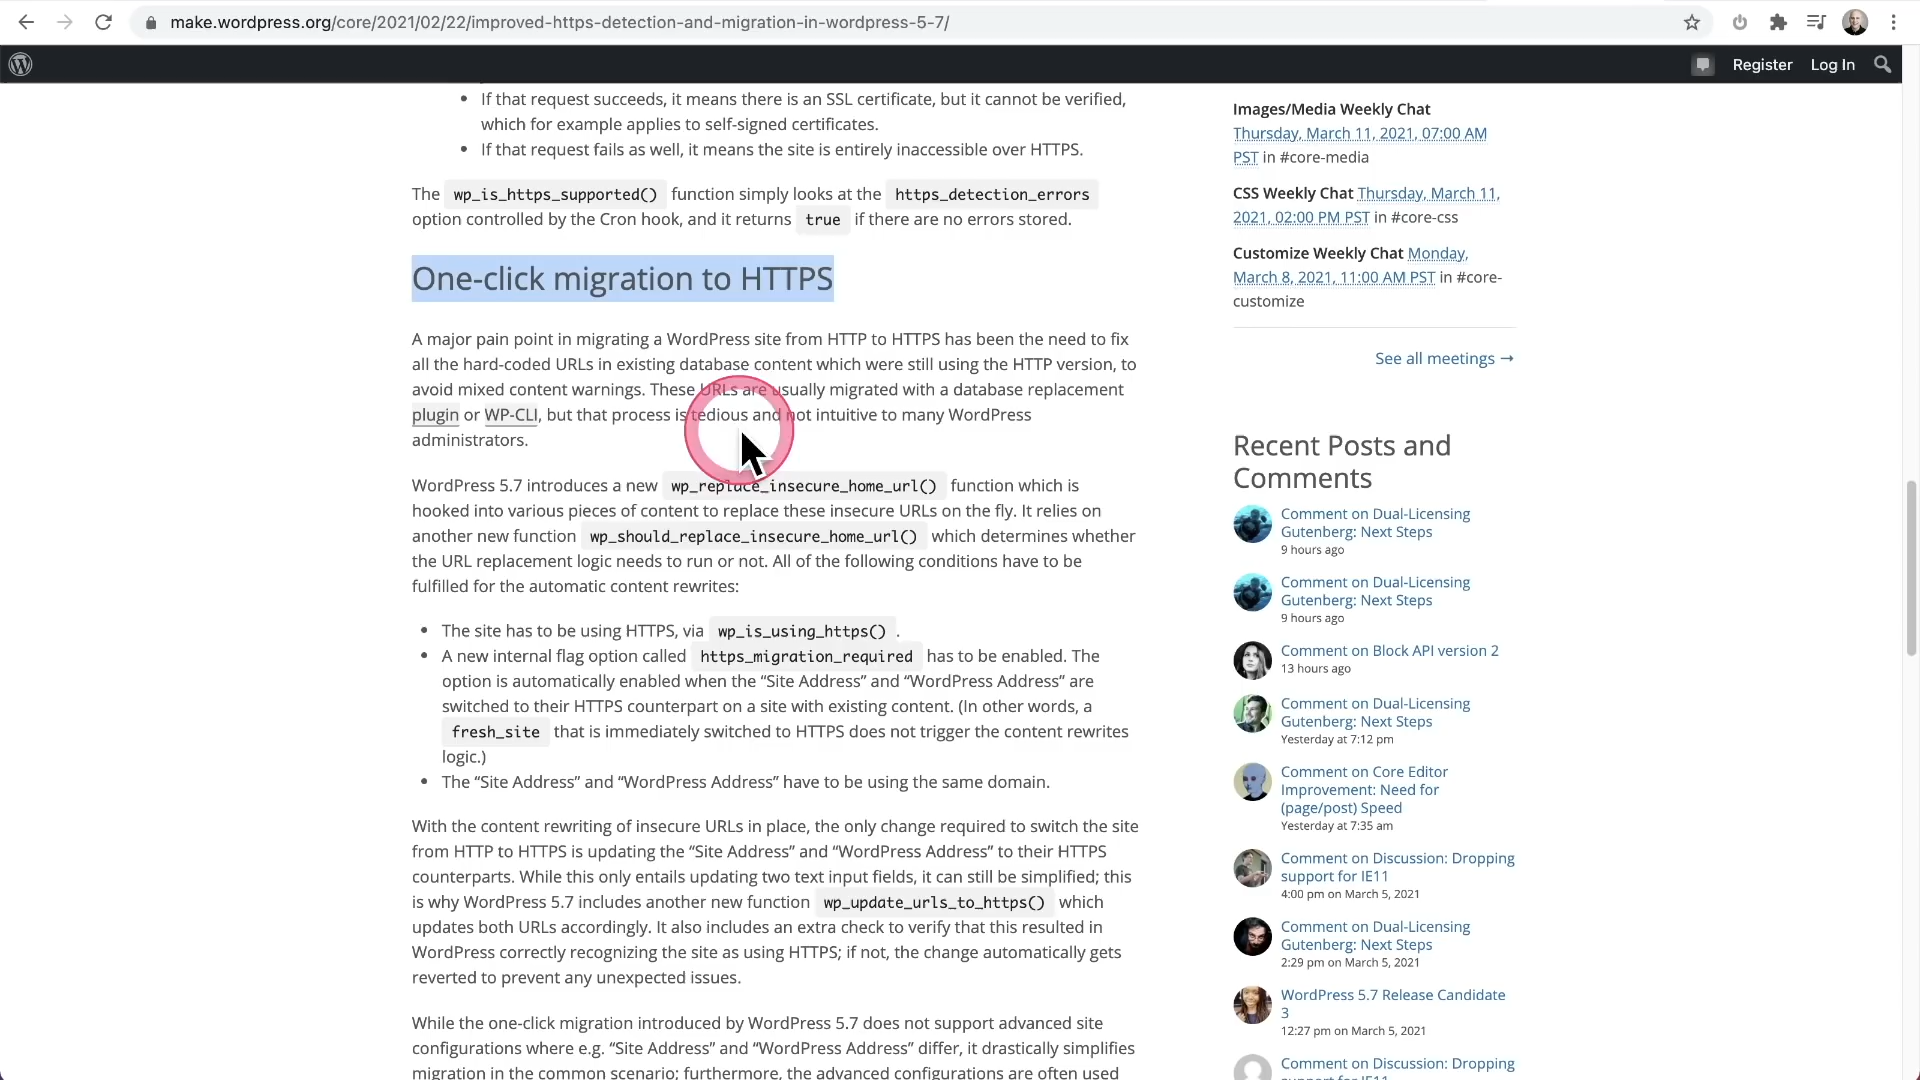 make.wordpress.org/core/2021/02/22/improved-https-detection-and-migration-in-wordpress-5-7/
Register Log In
If that request succeeds, it means there is an SSL certificate, but it cannot be verified,
which for example applies to self-signed certificates.
If that request fails as well, it means the site is entirely inaccessible over HTTPS.
The wp_is_https_supported() function simply looks at the https_detection_errors
option controlled by the Cron hook, and it returns true if there are no errors stored.
One-click migration to HTTPS
A major pain point in migrating a WordPress site from HTTP to HTTPS has been the need to fix
all the hard-coded URLs in existing database content which were still using the HTTP version, to
avoid mixed content warnings. These URLs are usually migrated with a database replacement
plugin or WP-CLI, but that process is tedious and not intuitive to many WordPress
administrators.
WordPress 5.7 introduces a new wp_replace_insecure_home_url() function which is
hooked into various pieces of content to replace these insecure URLs on the fly. It relies on
another new function wp_should_replace_insecure_home_url() which determines whether
the URL replacement logic needs to run or not. All of the following conditions have to be
fulfilled for the automatic content rewrites:
The site has to be using HTTPS, via wp_is_using_https() .
A new internal flag option called https_migration_required has to be enabled. The
option is automatically enabled when the “Site Address” and “WordPress Address” are
switched to their HTTPS counterpart on a site with existing content. (In other words, a
fresh_site that is immediately switched to HTTPS does not trigger the content rewrites
logic.)
The “Site Address” and “WordPress Address” have to be using the same domain.
With the content rewriting of insecure URLs in place, the only change required to switch the site
from HTTP to HTTPS is updating the “Site Address” and “WordPress Address” to their HTTPS
counterparts. While this only entails updating two text input fields, it can still be simplified; this
is why WordPress 5.7 includes another new function wp_update_urls_to_https() which
updates both URLs accordingly. It also includes an extra check to verify that this resulted in
WordPress correctly recognizing the site as using HTTPS; if not, the change automatically gets
reverted to prevent any unexpected issues.
While the one-click migration introduced by WordPress 5.7 does not support advanced site
configurations where e.g. “Site Address” and “WordPress Address” differ, it drastically simplifies
migration in the common scenario; furthermore, the advanced configurations are often used
Images/Media Weekly Chat
Thursday, March 11, 2021, 07:00 AM
PST in #core-media
CSS Weekly Chat Thursday, March 11,
2021, 02:00 PM PST in #core-css
Customize Weekly Chat Monday,
March 8, 2021, 11:00 AM PST in #core-
customize
See all meetings →
Recent Posts and
Comments
Comment on Dual-Licensing
Gutenberg: Next Steps
9 hours ago
Comment on Dual-Licensing
Gutenberg: Next Steps
9 hours ago
Comment on Block API version 2
13 hours ago
Comment on Dual-Licensing
Gutenberg: Next Steps
Yesterday at 7:12 pm
Comment on Core Editor
Improvement: Need for
(page/post) Speed
Yesterday at 7:35 am
Comment on Discussion: Dropping
support for IE11
4:00 pm on March 5, 2021
Comment on Dual-Licensing
Gutenberg: Next Steps
2:29 pm on March 5, 2021
WordPress 5.7 Release Candidate
3
12:27 pm on March 5, 2021
Comment on Discussion: Dropping
support for IE11